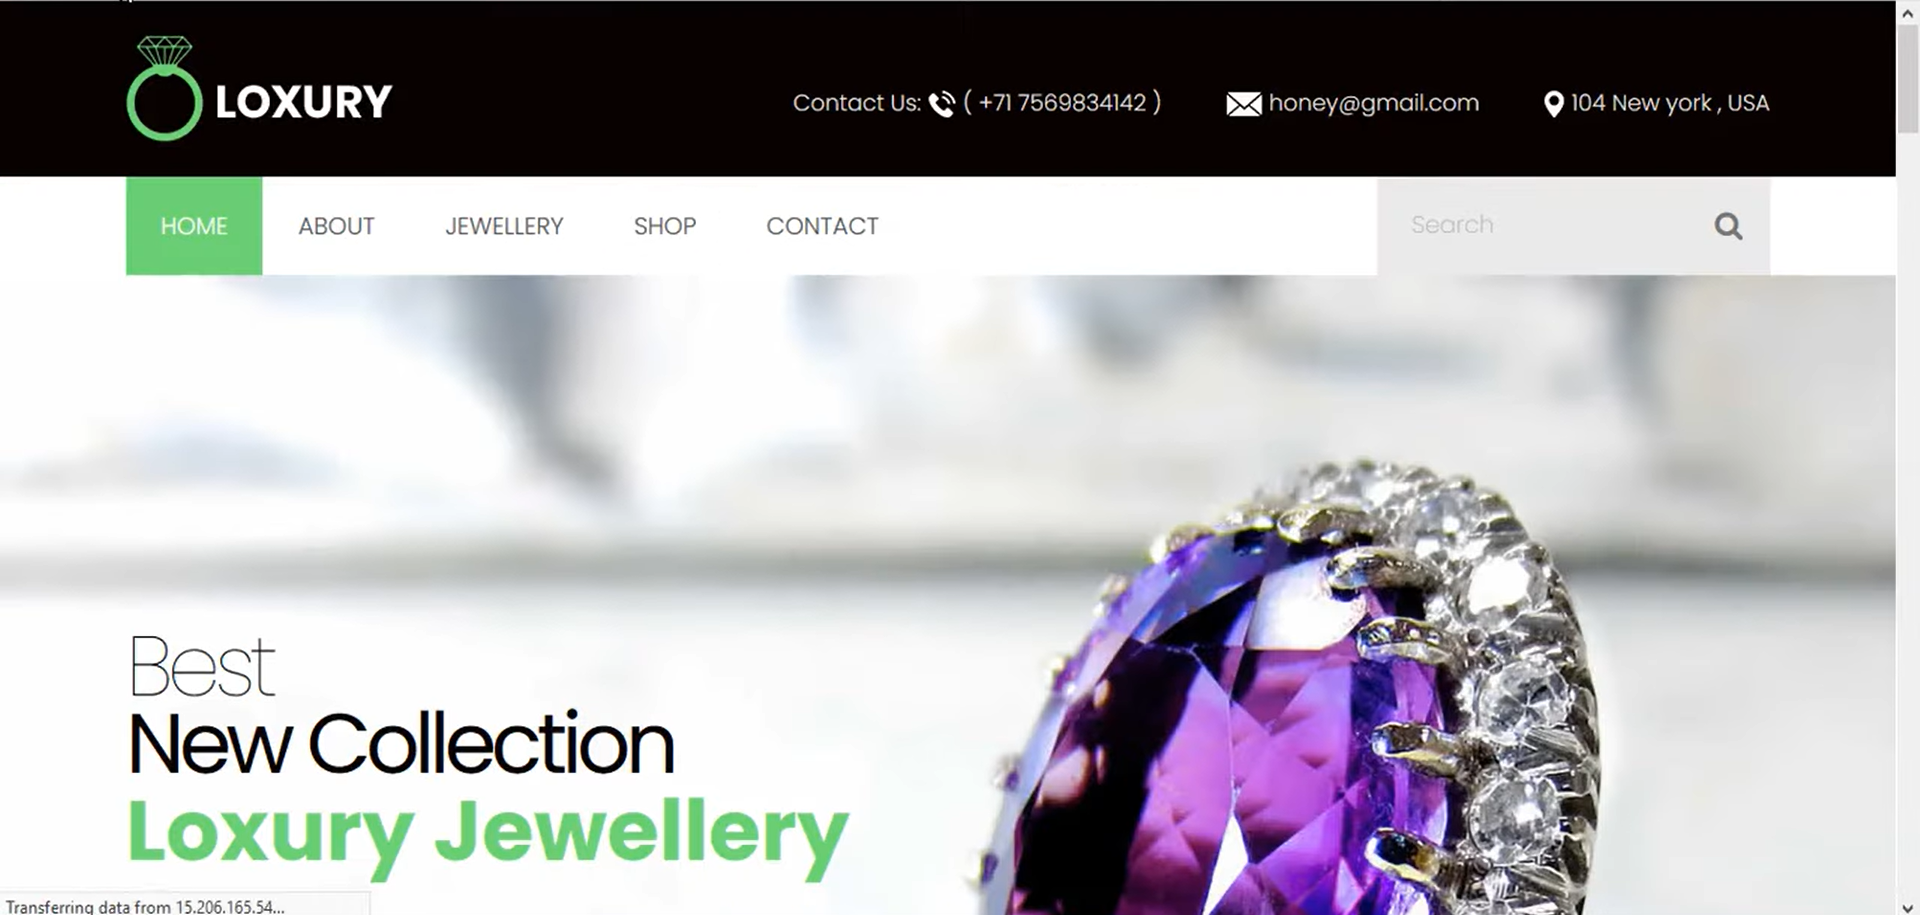 LOXURY
Contact Us: ( +71 7569834142 ) honey@gmail.com 104 New york , USA
HOME ABOUT JEWELLERY SHOP CONTACT Search
Best
New Collection
Loxury Jewellery
Transferring data from 15.206.165.54...